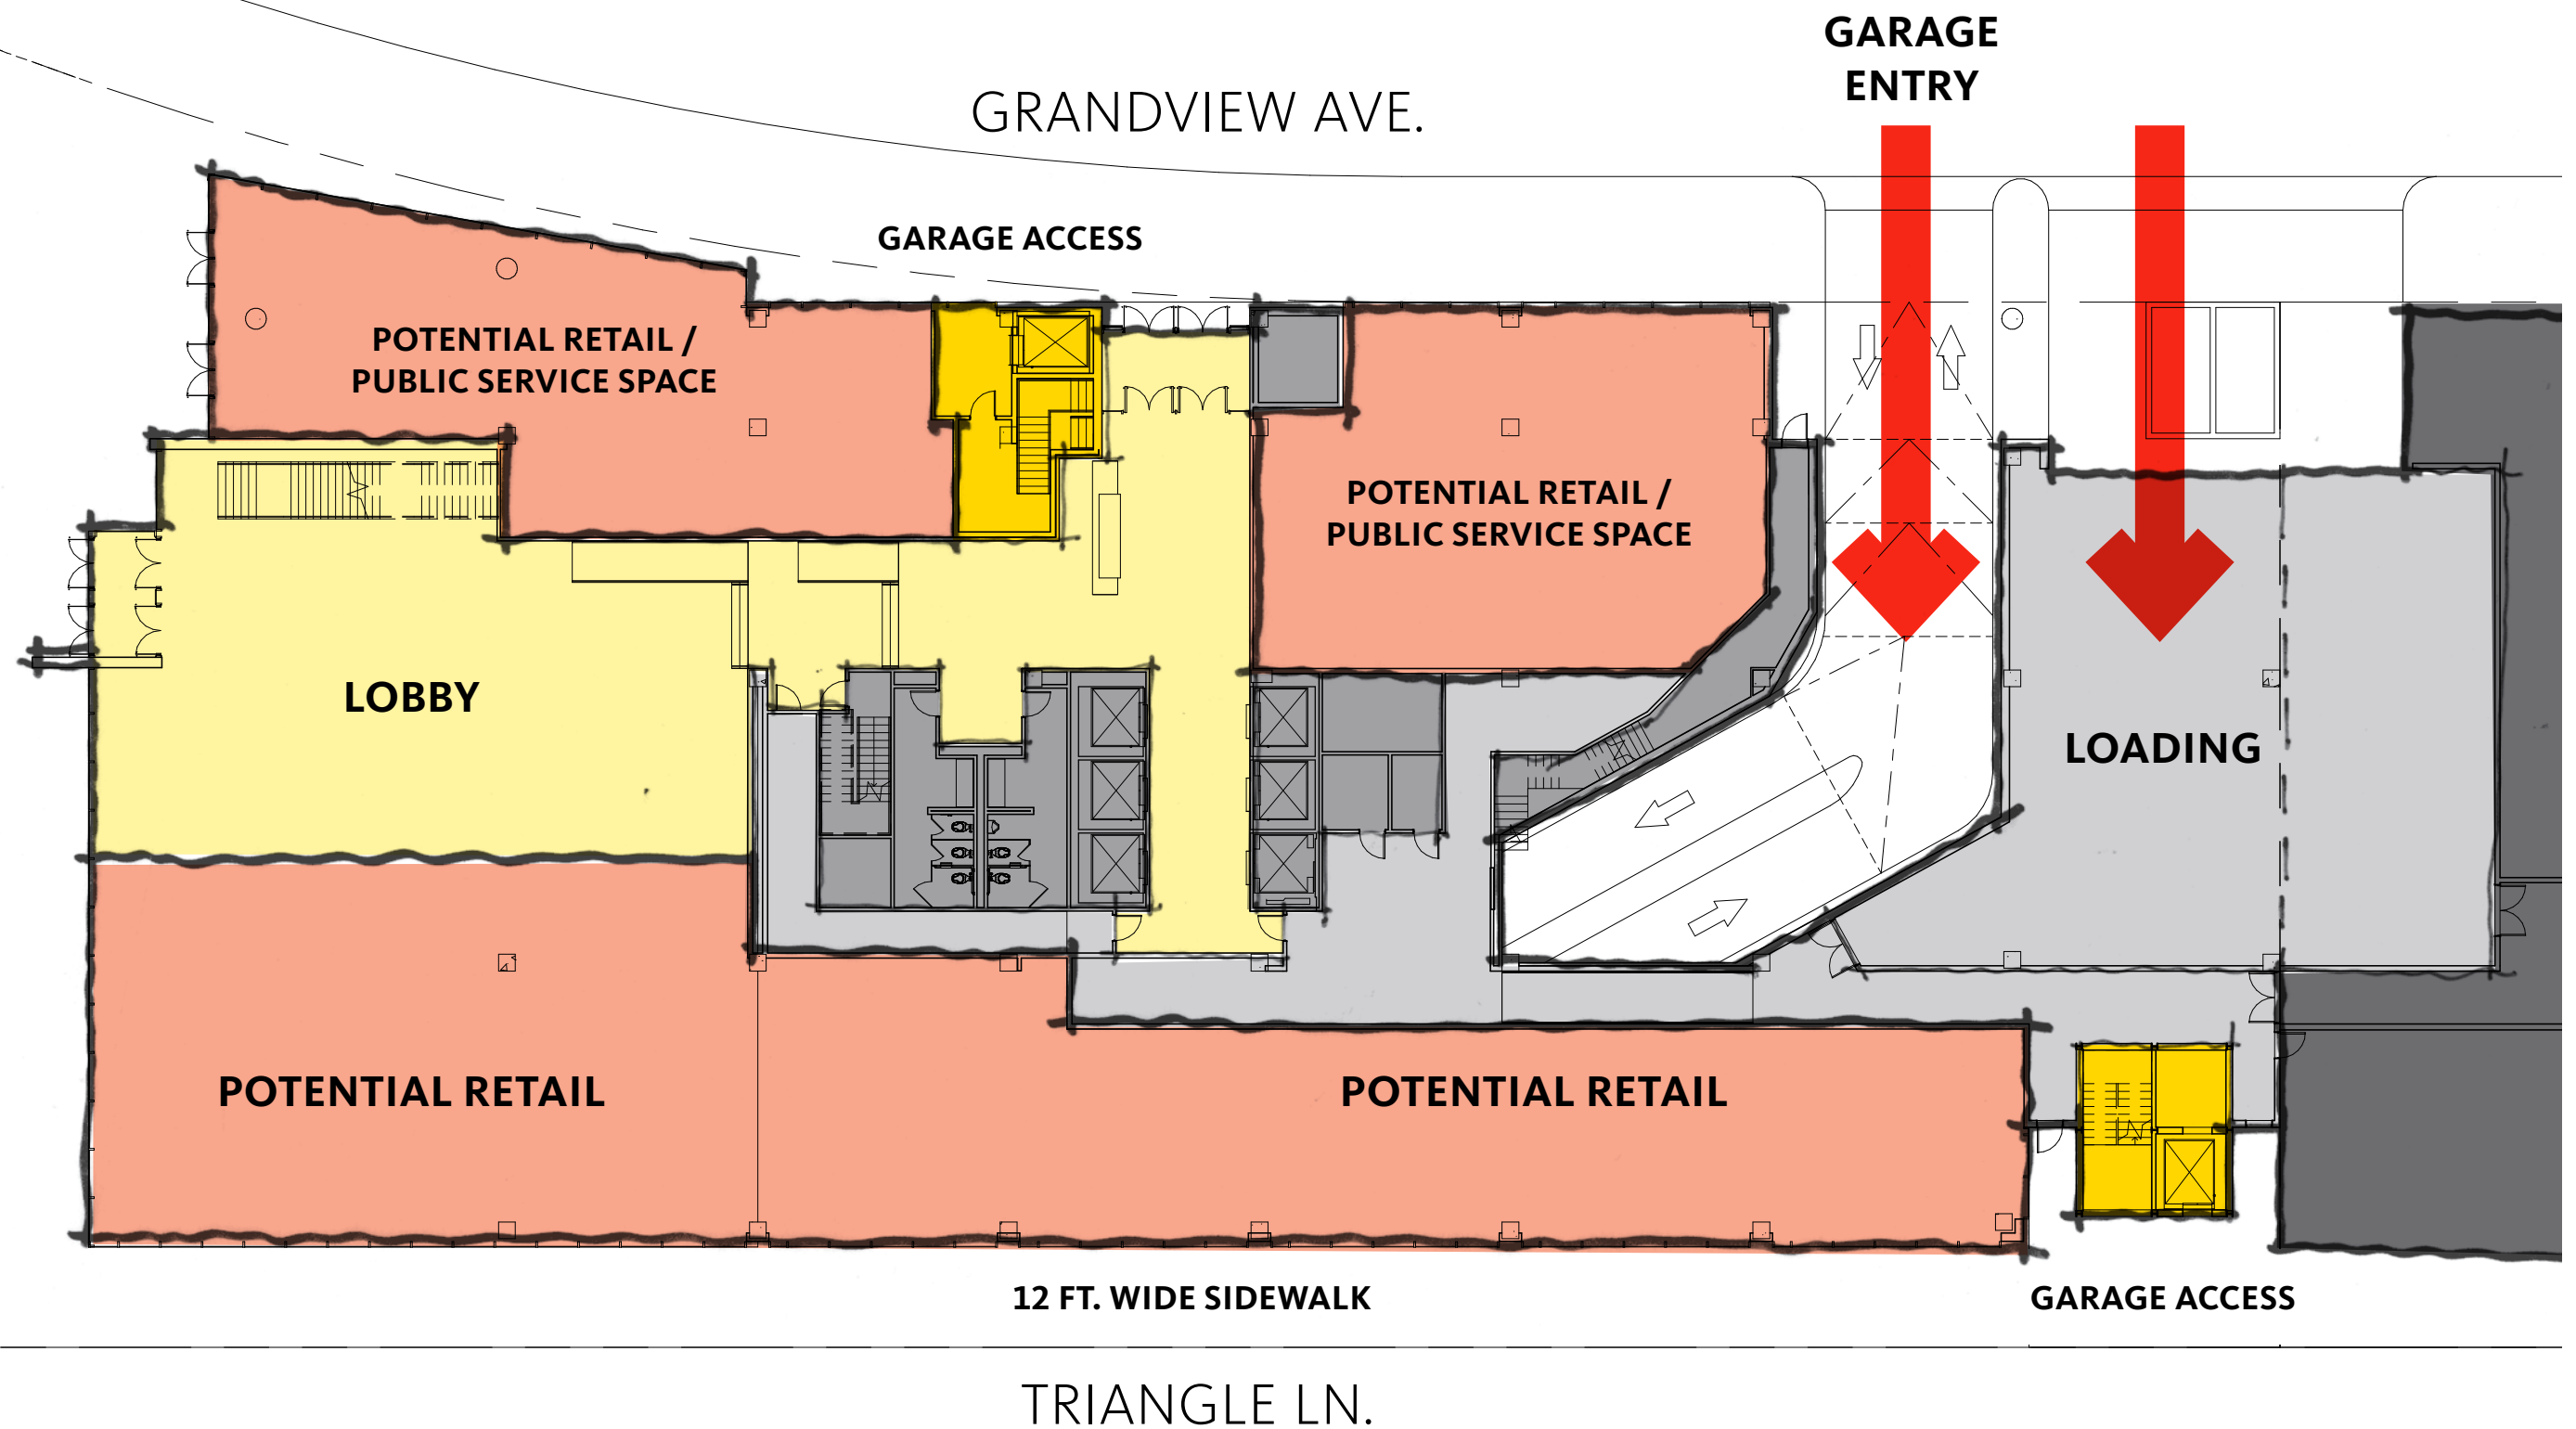 GARAGE
ENTRY
GRANDVIEW AVE.
GARAGE ACCESS
POTENTIAL RETAIL /
PUBLIC SERVICE SPACE
POTENTIAL RETAIL /
PUBLIC SERVICE SPACE
LOBBY
LOADING
POTENTIAL RETAIL
POTENTIAL RETAIL
12 FT. WIDE SIDEWALK
GARAGE ACCESS
TRIANGLE LN.